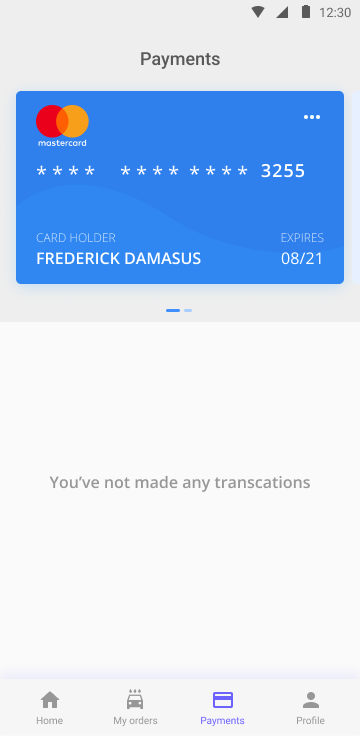 12:30
Payments
mastercard
**** **** **** 3255
CARD HOLDER EXPIRES
FREDERICK DAMASUS 08/21
You've not made any transcations
Home My orders Payments Profile